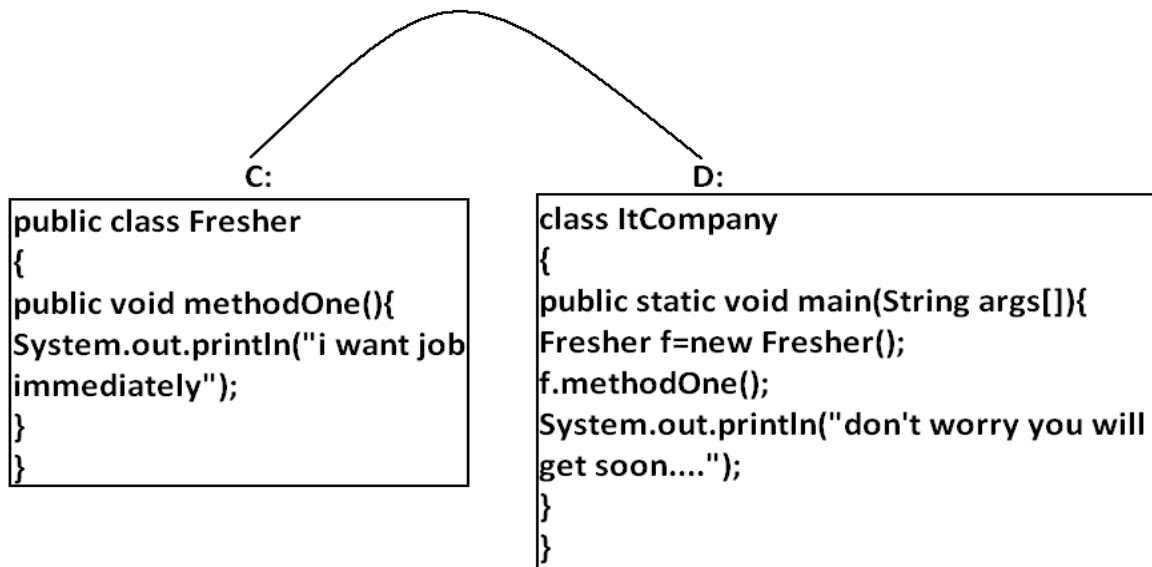 C:
public class Fresher
{
public void methodOne(){
System.out.println("i want job
immediately");
}
}
D:
class ItCompany
{
public static void main(String args[]){
Fresher f=new Fresher();
f.methodOne();
System.out.println("don't worry you will
get soon....");
}
}